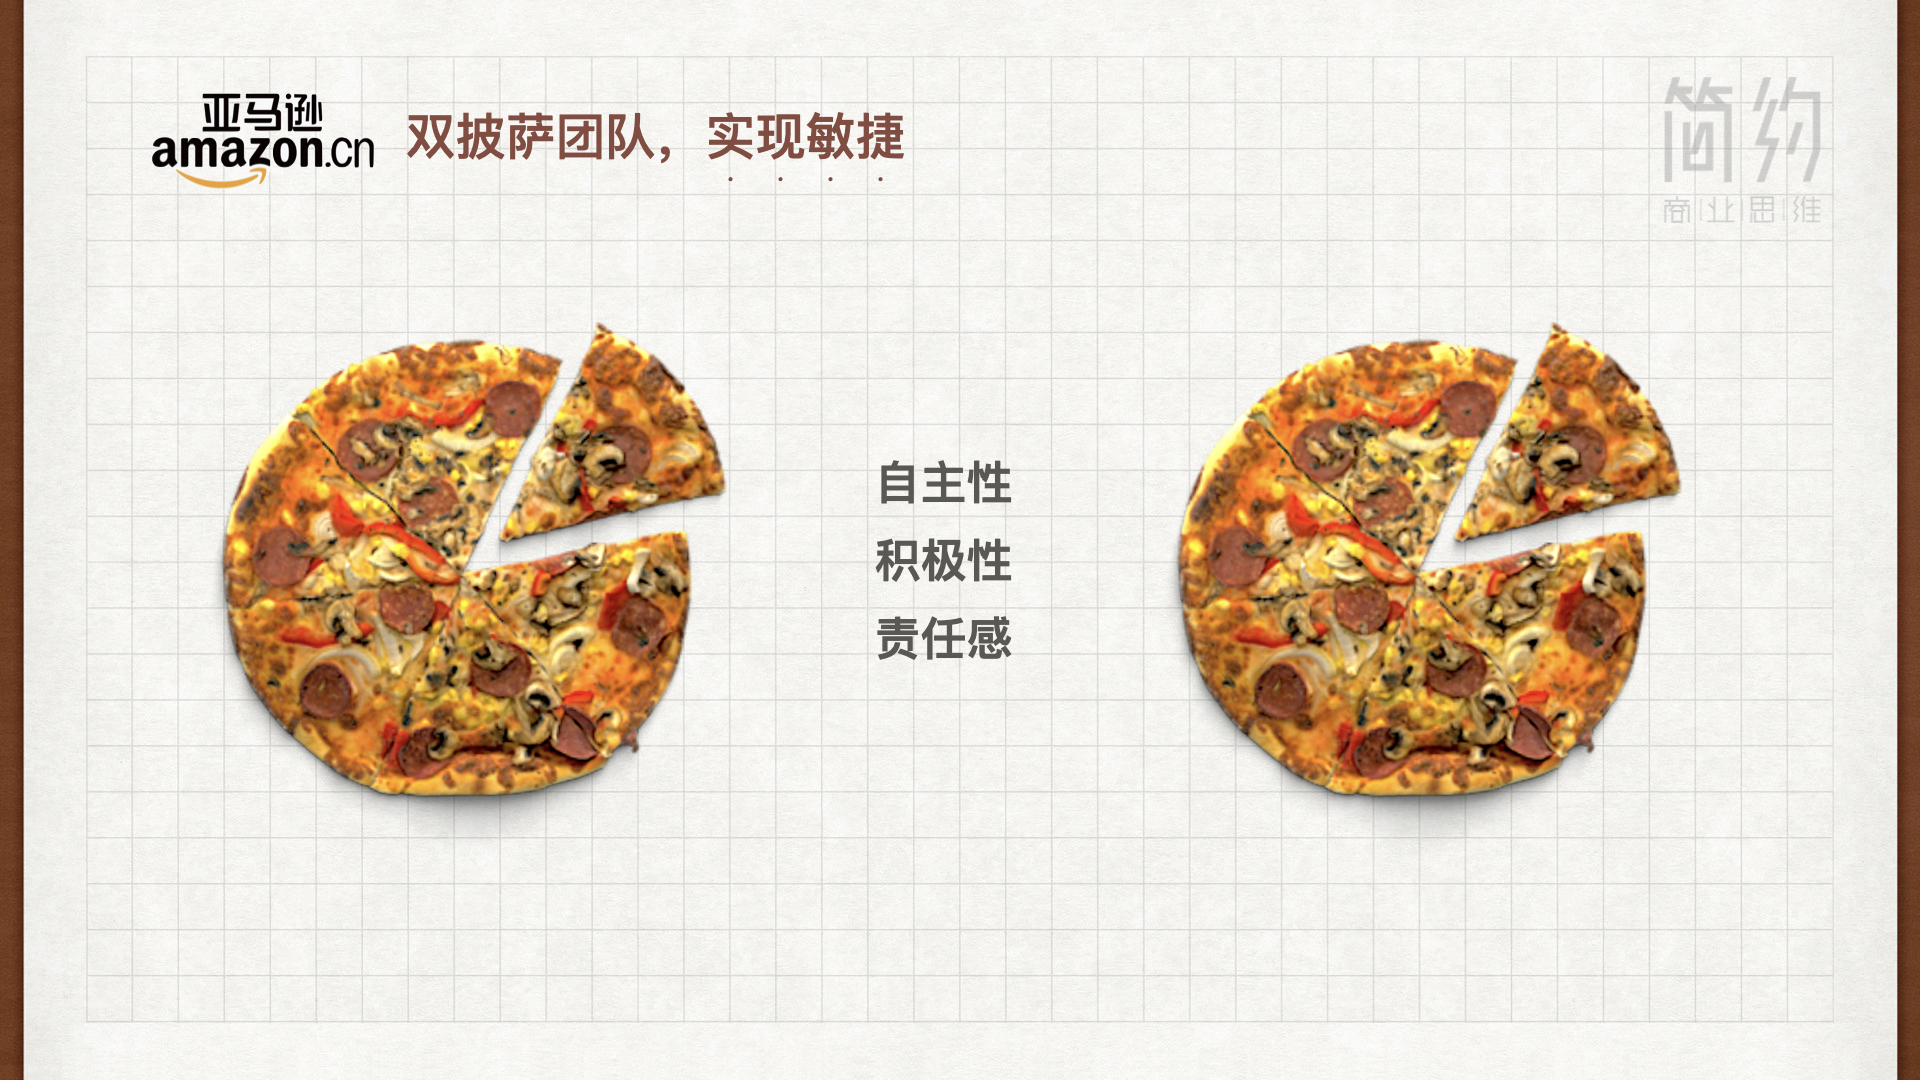 亚马逊
amazon.cn
双披萨团队，实现敏捷
简约
商业思维
自主性
积极性
责任感